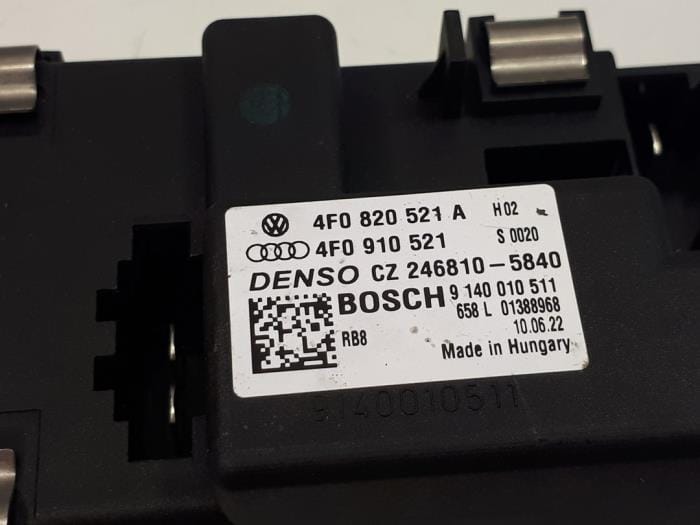 4F0 820 521 A H02
4F0 910 521 S 0020
DENSO CZ 246810-5840
BOSCH 9 140 010 511
658 L 01388968
RB8 10.06.22
Made in Hungary
9140010511